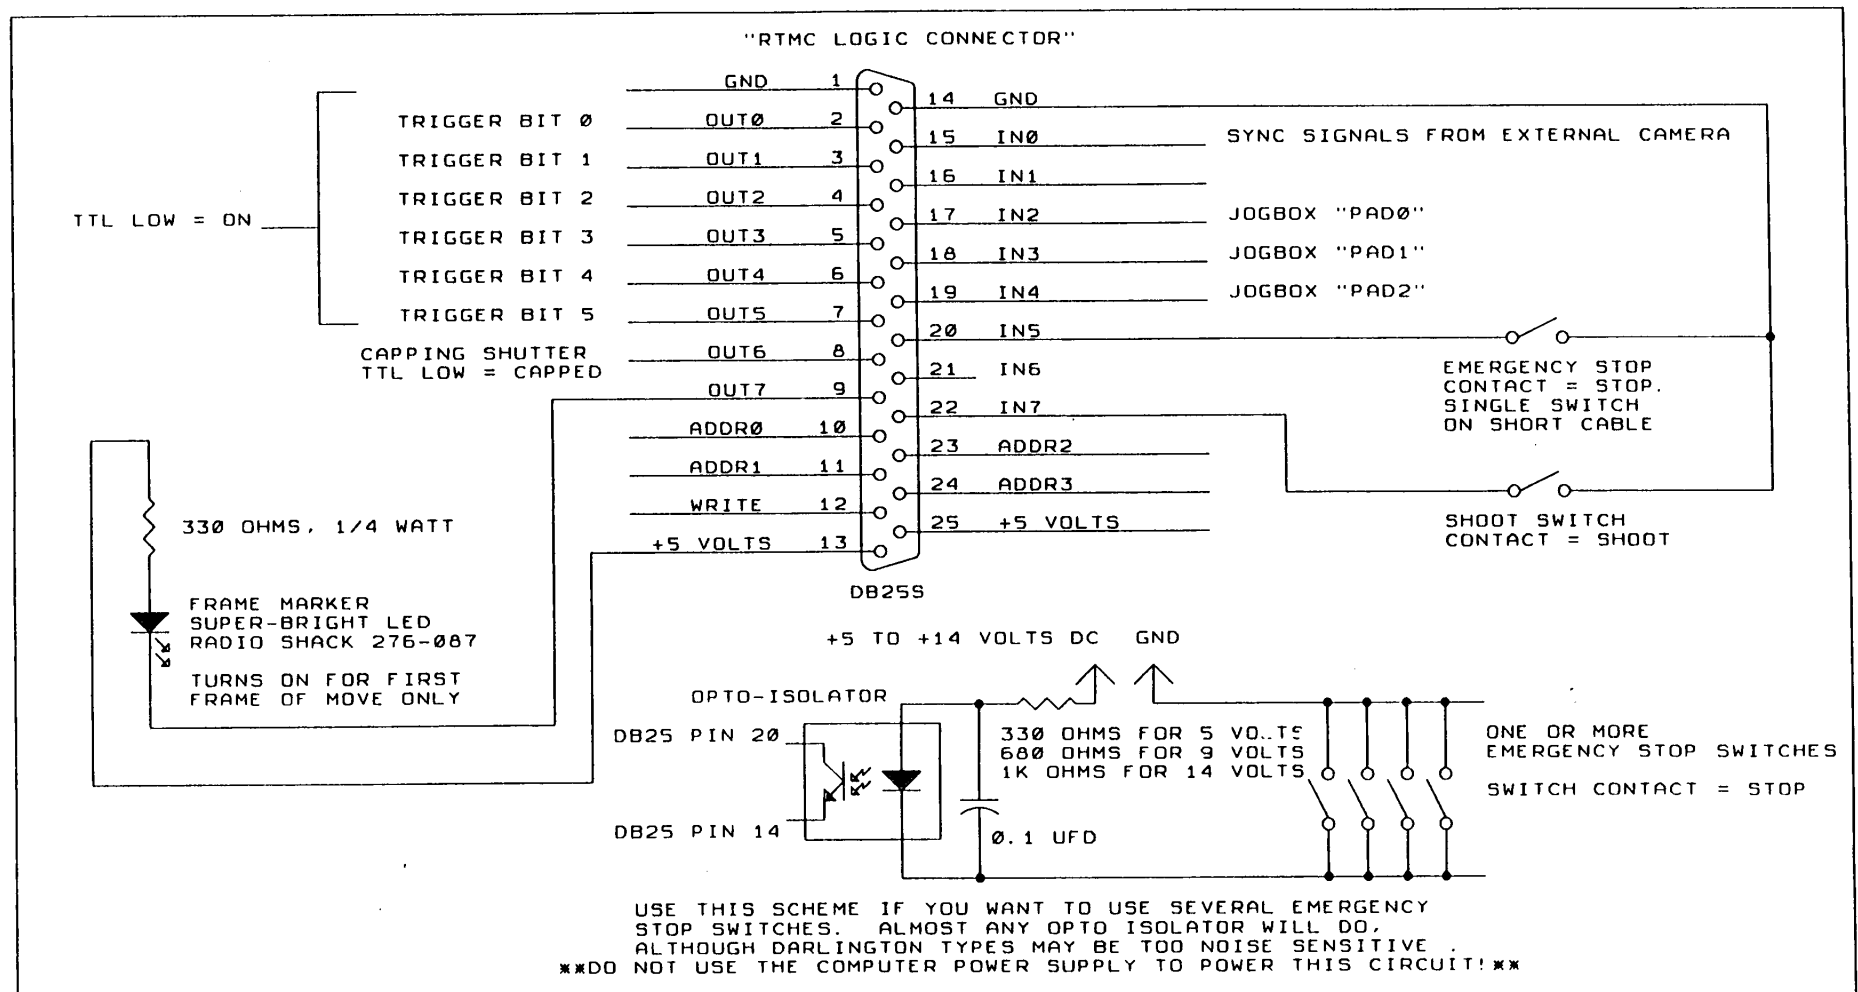 "RTMC LOGIC CONNECTOR"
GND 1
TRIGGER BIT 0 OUT0 2
TRIGGER BIT 1 OUT1 3
TRIGGER BIT 2 OUT2 4
TTL LOW = ON
TRIGGER BIT 3 OUT3 5
TRIGGER BIT 4 OUT4 6
TRIGGER BIT 5 OUT5 7
CAPPING SHUTTER
TTL LOW = CAPPED
OUT6 8
OUT7 9
ADDR0 10
ADDR1 11
WRITE 12
+5 VOLTS 13
14 GND
15 IN0 SYNC SIGNALS FROM EXTERNAL CAMERA
16 IN1
17 IN2 JOGBOX "PAD0"
18 IN3 JOGBOX "PAD1"
19 IN4 JOGBOX "PAD2"
20 IN5
21 IN6
22 IN7
23 ADDR2
24 ADDR3
25 +5 VOLTS
DB25S
EMERGENCY STOP
CONTACT = STOP.
SINGLE SWITCH
ON SHORT CABLE
SHOOT SWITCH
CONTACT = SHOOT
330 OHMS, 1/4 WATT
FRAME MARKER
SUPER-BRIGHT LED
RADIO SHACK 276-087
TURNS ON FOR FIRST
FRAME OF MOVE ONLY
+5 TO +14 VOLTS DC GND
OPTO-ISOLATOR
DB25 PIN 20
DB25 PIN 14
330 OHMS FOR 5 VOLTS
680 OHMS FOR 9 VOLTS
1K OHMS FOR 14 VOLTS
0.1 UFD
ONE OR MORE
EMERGENCY STOP SWITCHES
SWITCH CONTACT = STOP
USE THIS SCHEME IF YOU WANT TO USE SEVERAL EMERGENCY
STOP SWITCHES. ALMOST ANY OPTO ISOLATOR WILL DO,
ALTHOUGH DARLINGTON TYPES MAY BE TOO NOISE SENSITIVE .
**DO NOT USE THE COMPUTER POWER SUPPLY TO POWER THIS CIRCUIT!**